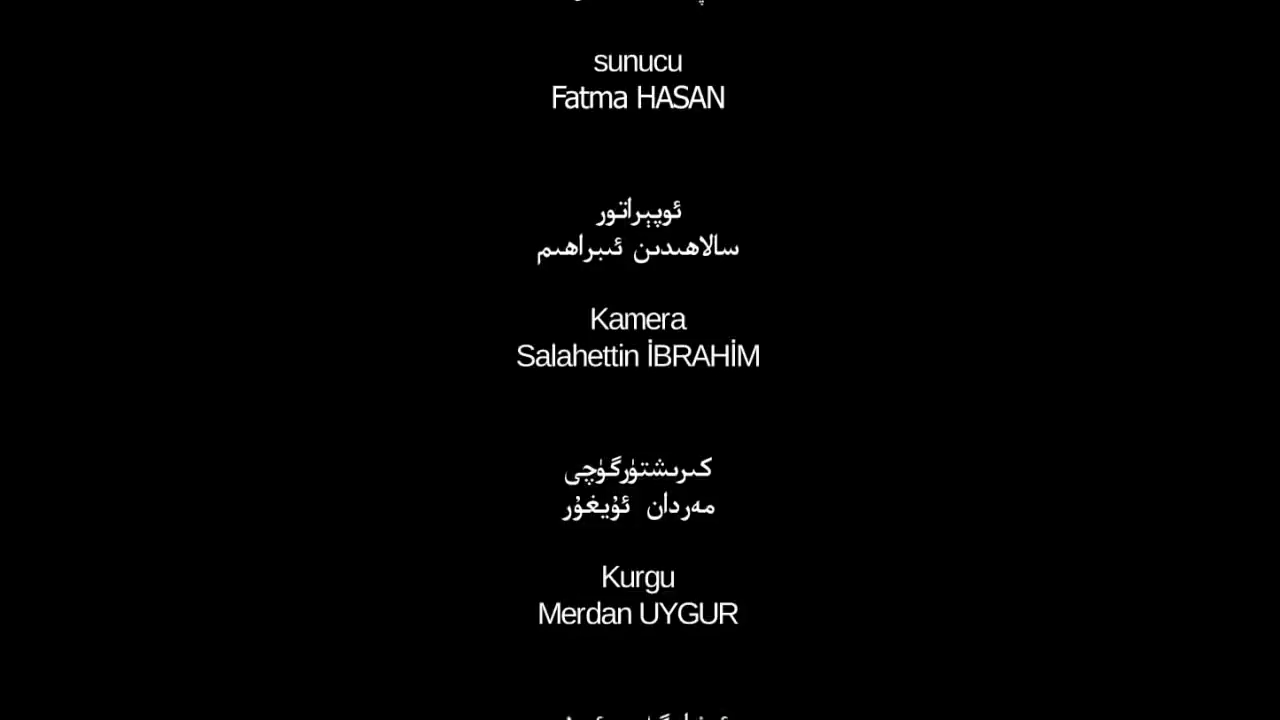 sunucu
Fatma HASAN
ئوپېراتور
سالاھىدىن ئىبراھىم
Kamera
Salahettin İBRAHİM
كىرىشتۈرگۈچى
مەردان ئۇيغۇر
Kurgu
Merdan UYGUR